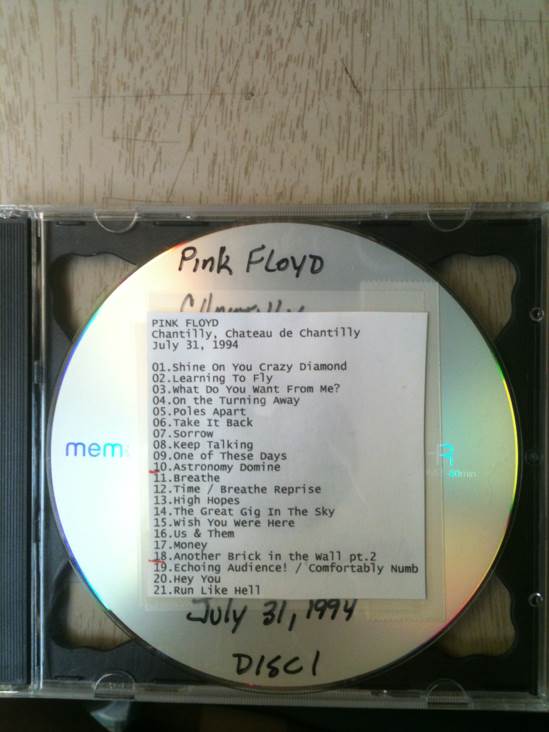 Pink FLOYD
PINK FLOYD
Chantilly, Chateau de Chantilly
July 31, 1994
01.Shine On You Crazy Diamond
02.Learning To Fly
03.What Do You Want From Me?
04.On the Turning Away
05.Poles Apart
06.Take It Back
07.Sorrow
08.Keep Talking
09.One of These Days
10.Astronomy Domine
11.Breathe
12.Time / Breathe Reprise
13.High Hopes
14.The Great Gig In The Sky
15.Wish You Were Here
16.Us & Them
17.Money
18.Another Brick in the Wall pt.2
19.Echoing Audience! / Comfortably Numb
20.Hey You
21.Run Like Hell
mem
R
80min
July 31, 1994
DISC 1